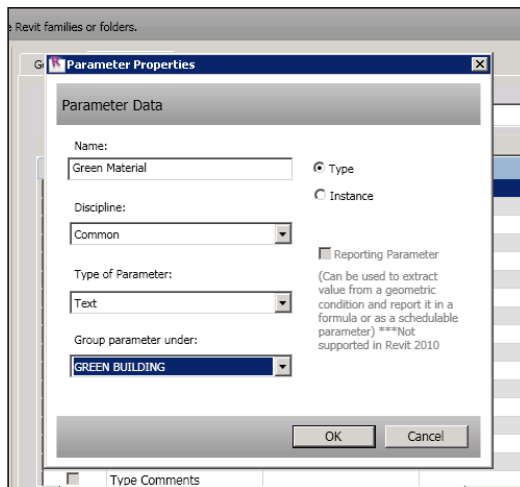 e Revit families or folders.
G
Parameter Properties
Parameter Data
Name:
Green Material
Type
Instance
Discipline:
Common
Reporting Parameter
(Can be used to extract
value from a geometric
condition and report it in a
formula or as a schedulable
parameter) ***Not
supported in Revit 2010
Type of Parameter:
Text
Group parameter under:
GREEN BUILDING
OK
Cancel
Type Comments